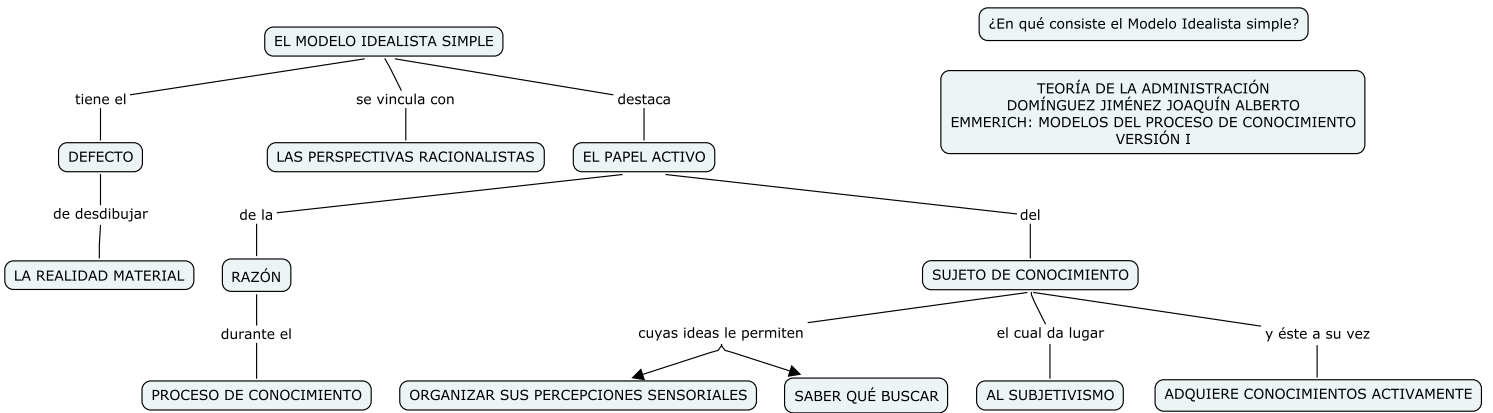 ¿En qué consiste el Modelo Idealista simple?
EL MODELO IDEALISTA SIMPLE
TEORÍA DE LA ADMINISTRACIÓN
DOMÍNGUEZ JIMÉNEZ JOAQUÍN ALBERTO
EMMERICH: MODELOS DEL PROCESO DE CONOCIMIENTO
VERSIÓN I
tiene el
se vincula con
destaca
DEFECTO
LAS PERSPECTIVAS RACIONALISTAS
EL PAPEL ACTIVO
de desdibujar
de la
del
LA REALIDAD MATERIAL
RAZÓN
SUJETO DE CONOCIMIENTO
durante el
cuyas ideas le permiten
el cual da lugar
y éste a su vez
PROCESO DE CONOCIMIENTO
ORGANIZAR SUS PERCEPCIONES SENSORIALES
SABER QUÉ BUSCAR
AL SUBJETIVISMO
ADQUIERE CONOCIMIENTOS ACTIVAMENTE